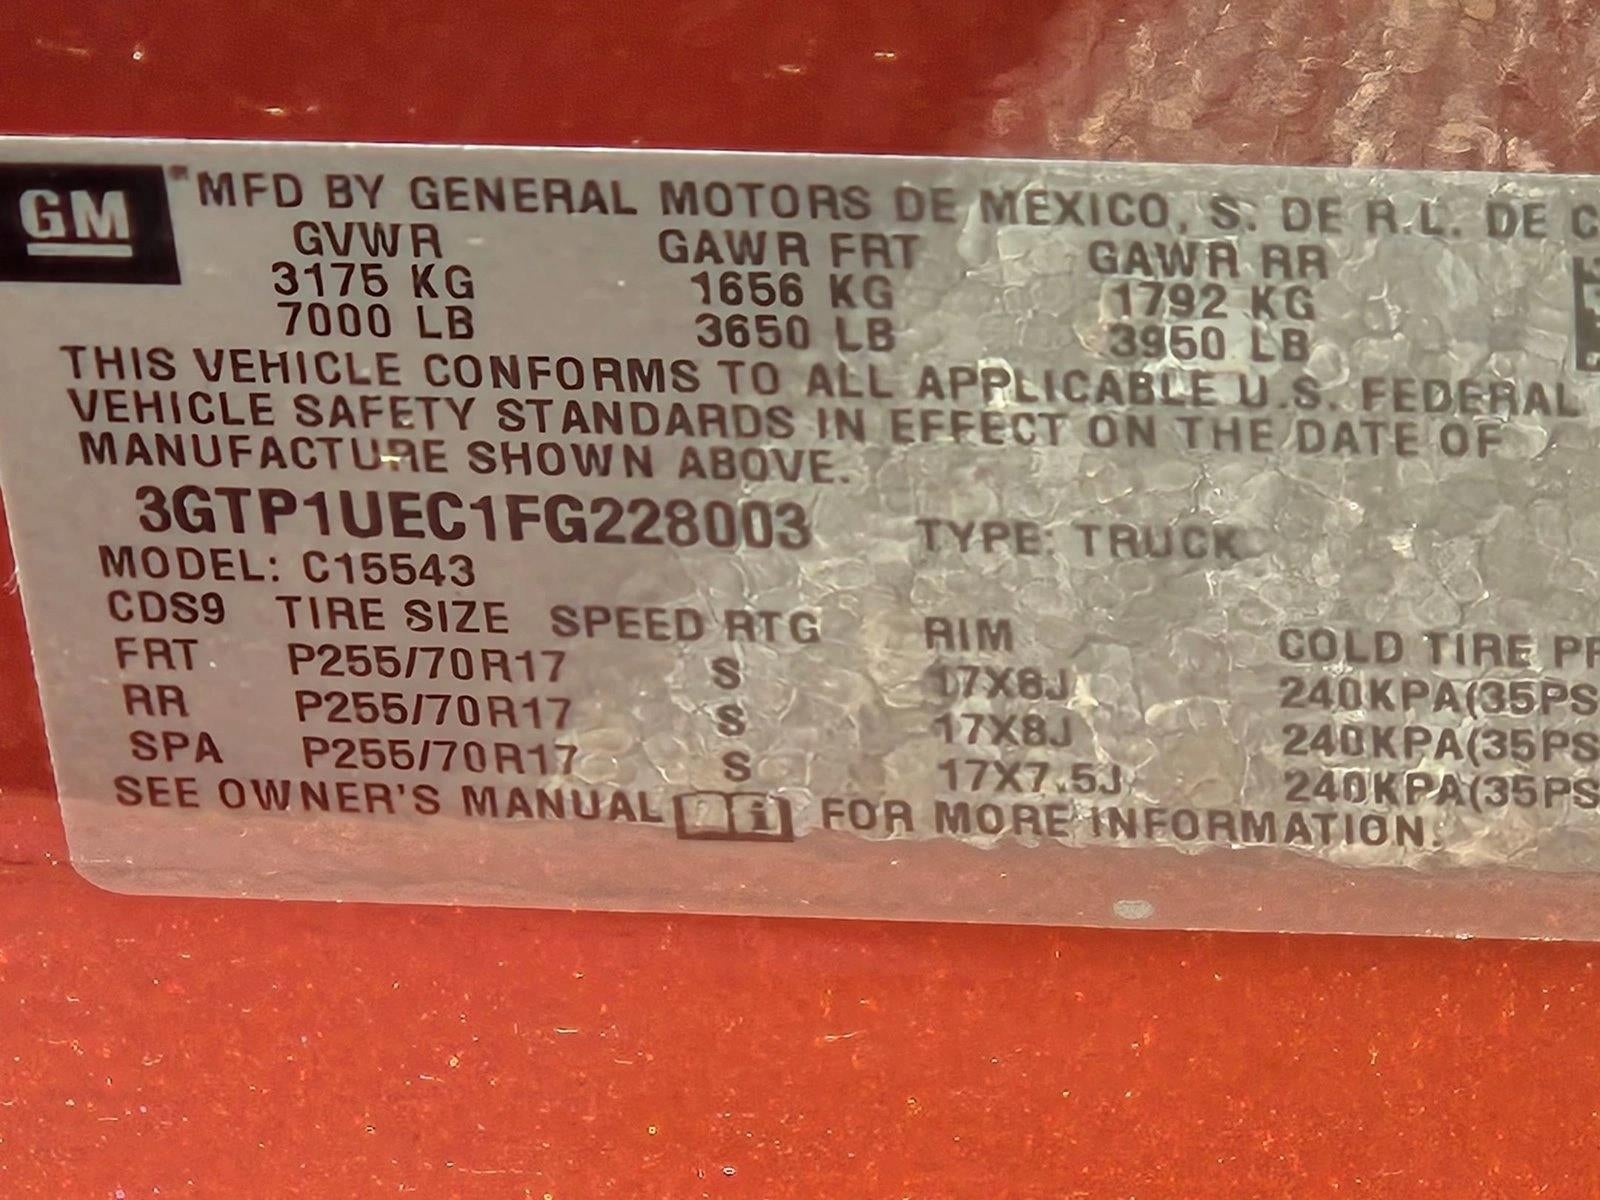 GM
MFD BY GENERAL MOTORS DE MEXICO, S. DE R.L. DE C
GVWR GAWR FRT GAWR RR
3175 KG 1656 KG 1792 KG
7000 LB 3650 LB 3950 LB
THIS VEHICLE CONFORMS TO ALL APPLICABLE U.S. FEDERAL
VEHICLE SAFETY STANDARDS IN EFFECT ON THE DATE OF
MANUFACTURE SHOWN ABOVE.
3GTP1UEC1FG228003 TYPE: TRUCK
MODEL: C15543
CDS9 TIRE SIZE SPEED RTG RIM COLD TIRE PR
FRT P255/70R17 S 17X8J 240KPA(35PS
RR P255/70R17 S 17X8J 240KPA(35PS
SPA P255/70R17 S 17X7.5J 240KPA(35PS
SEE OWNER'S MANUAL i FOR MORE INFORMATION.